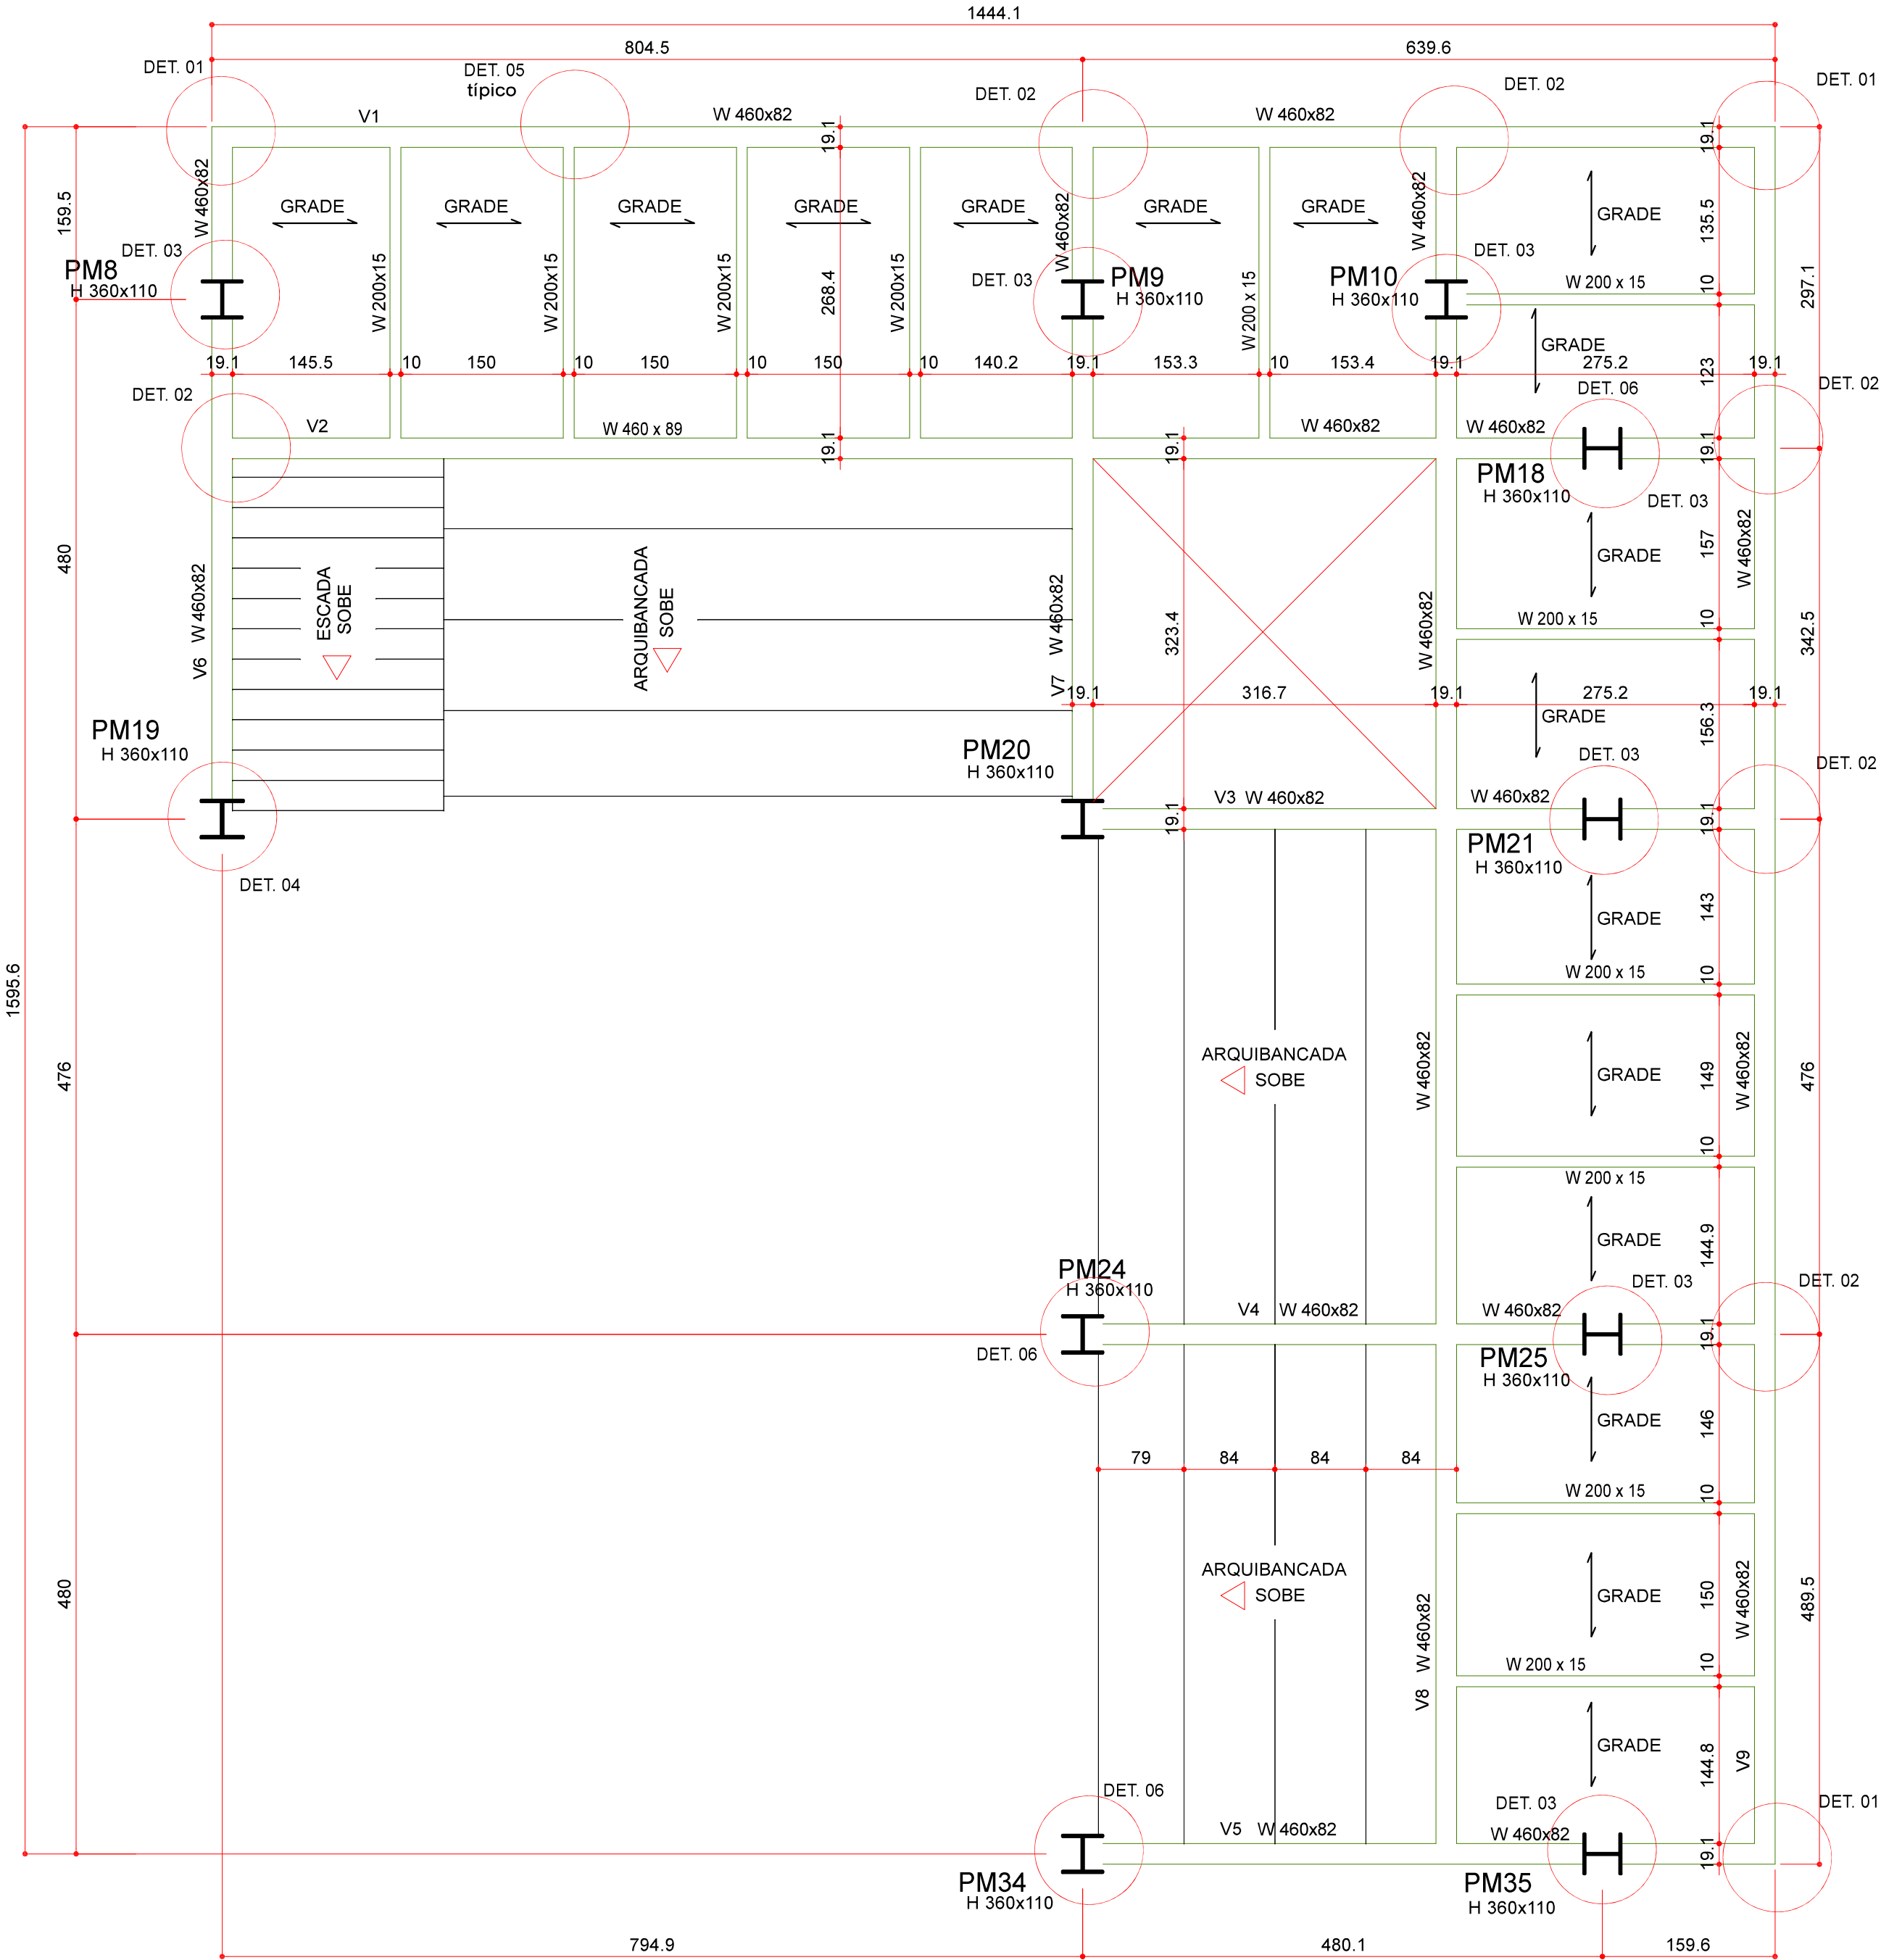 1444.1
804.5
639.6
DET. 01
DET. 05
típico
DET. 02
DET. 02
DET. 01
V1
W 460x82
W 460x82
19.1
19.1
W 460x82
159.5
1595.6
GRADE
GRADE
GRADE
GRADE
GRADE
GRADE
GRADE
GRADE
135.5
W 460x82
W 460x82
DET. 03
DET. 03
DET. 03
PM8
H 360x110
PM9
H 360x110
PM10
H 360x110
W 200x15
W 200x15
W 200x15
268.4
W 200x15
W 200 x 15
W 200 x 15
10
297.1
GRADE
19.1
145.5
10
150
10
150
10
150
10
140.2
19.1
153.3
10
153.4
19.1
275.2
19.1
123
DET. 02
DET. 06
DET. 02
V2
W 460 x 89
19.1
19.1
W 460x82
W 460x82
19.1
PM18
H 360x110
DET. 03
480
V6 W 460x82
ESCADA
SOBE
ARQUIBANCADA
SOBE
W 460x82
V7
323.4
W 460x82
GRADE
157
W 460x82
W 200 x 15
10
342.5
19.1
316.7
19.1
275.2
19.1
GRADE
156.3
PM19
H 360x110
PM20
H 360x110
DET. 03
DET. 02
V3 W 460x82
W 460x82
19.1
19.1
PM21
H 360x110
DET. 04
GRADE
143
W 200 x 15
10
476
ARQUIBANCADA
SOBE
W 460x82
GRADE
149
W 460x82
476
10
W 200 x 15
GRADE
144.9
PM24
H 360x110
DET. 03
DET. 02
V4 W 460x82
W 460x82
19.1
DET. 06
PM25
H 360x110
GRADE
146
79
84
84
84
W 200 x 15
10
480
ARQUIBANCADA
SOBE
W 460x82
V8
GRADE
150
W 460x82
489.5
W 200 x 15
10
GRADE
144.8
V9
DET. 06
DET. 03
DET. 01
V5 W 460x82
W 460x82
19.1
PM34
H 360x110
PM35
H 360x110
794.9
480.1
159.6